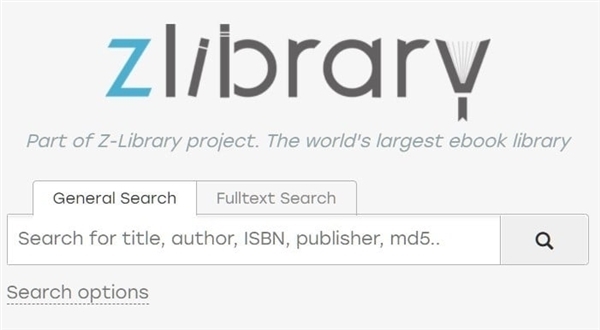 zlibrary
Part of Z-Library project. The world's largest ebook library
General Search Fulltext Search
Search for title, author, ISBN, publisher, md5..
Search options